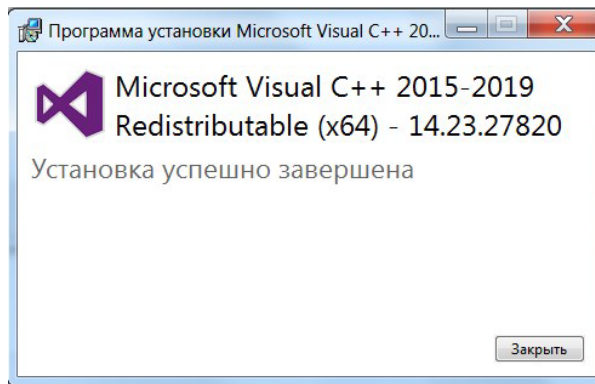 Программа установки Microsoft Visual C++ 20...
Microsoft Visual C++ 2015-2019
Redistributable (x64) - 14.23.27820
Установка успешно завершена
Закрыть